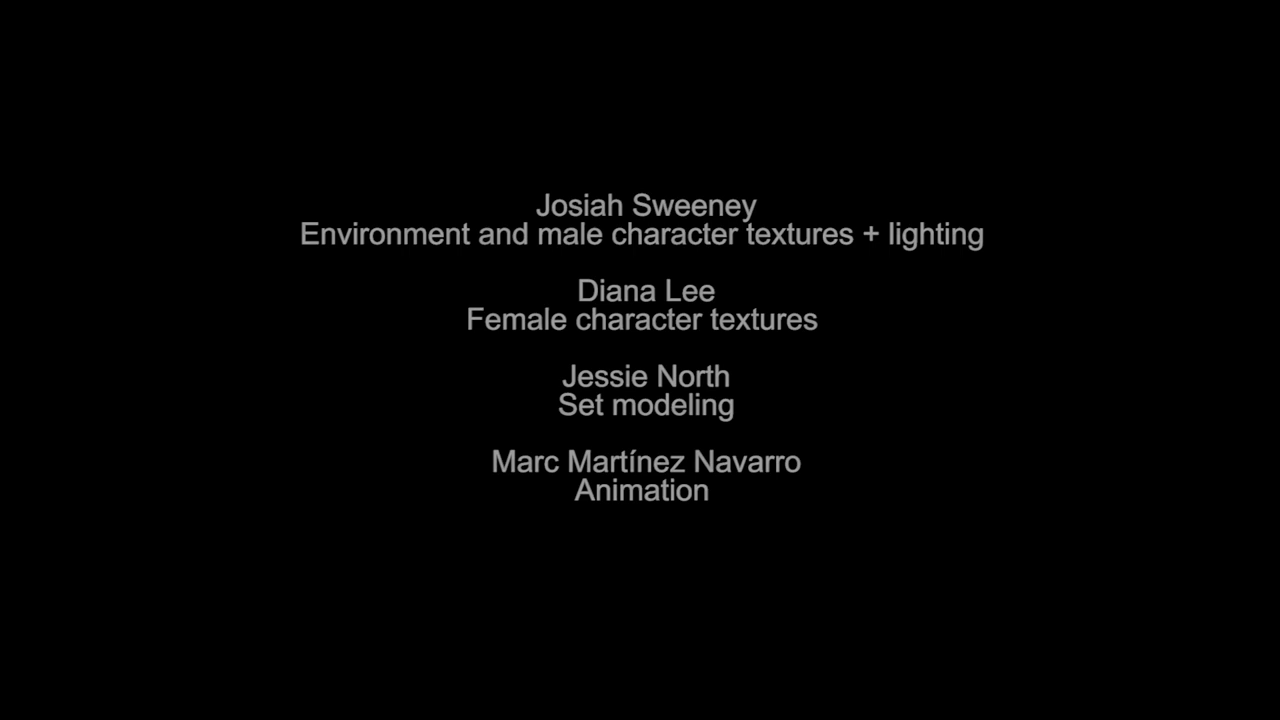 Josiah Sweeney
Environment and male character textures + lighting
Diana Lee
Female character textures
Jessie North
Set modeling
Marc Martínez Navarro
Animation